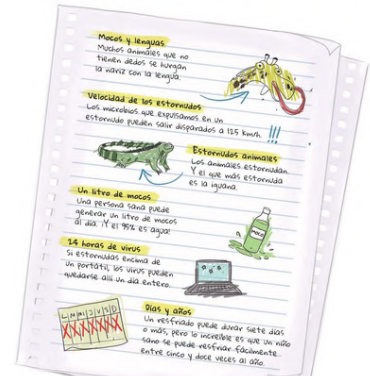 Mocos y lenguas
Muchos animales que no
tienen dedos se hurgan
la nariz con la lengua.
Velocidad de los estornudos
Los microbios que expulsamos en un
estornudo pueden salir disparados a 125 km/h.
!!!
Estornudos animales
Los animales estornudan.
Y el que más estornuda
es la iguana.
Un litro de mocos
Una persona sana puede
generar un litro de mocos
al día. ¡Y el 95% es agua!
MOCO
24 horas de virus
Si estornudas encima de
un portátil, los virus pueden
quedarse allí un día entero.
L M M J V S D
XXXXXXX
Días y años
Un resfriado puede durar siete días
o más, pero lo increíble es que un niño
sano se puede resfriar fácilmente
entre cinco y doce veces al año.